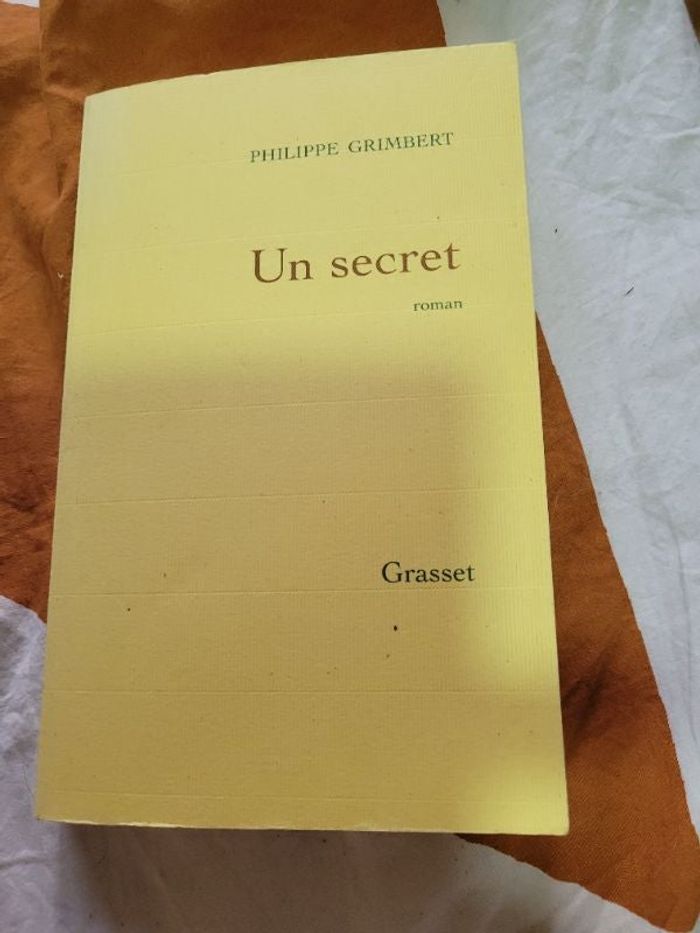 PHILIPPE GRIMBERT
Un secret
roman
Grasset